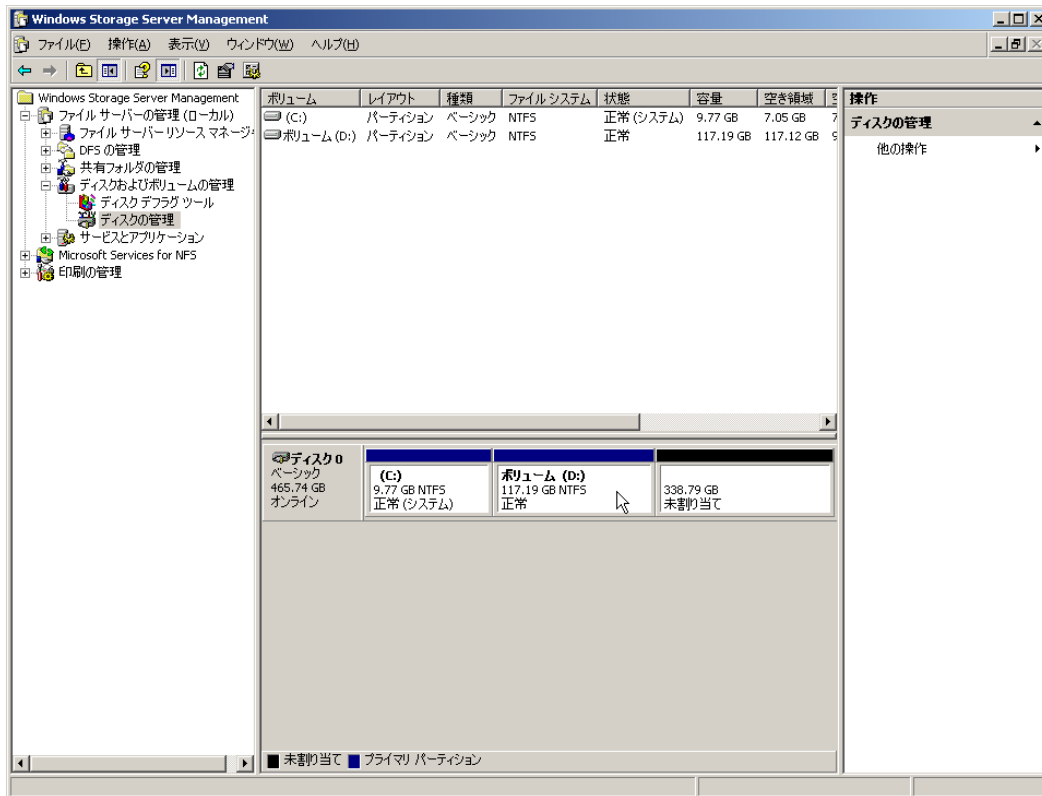 Windows Storage Server Management
ファイル(F) 操作(A) 表示(V) ウィンドウ(W) ヘルプ(H)
Windows Storage Server Management
ファイル サーバーの管理 (ローカル)
ファイル サーバー リソース マネージ
DFS の管理
共有フォルダの管理
ディスクおよびボリュームの管理
ディスク デフラグ ツール
ディスクの管理
サービスとアプリケーション
Microsoft Services for NFS
印刷の管理
ボリューム レイアウト 種類 ファイル システム 状態 容量 空き領域
(C:) パーティション ベーシック NTFS 正常 (システム) 9.77 GB 7.05 GB
ボリューム (D:) パーティション ベーシック NTFS 正常 117.19 GB 117.12 GB
ディスク 0
ベーシック
465.74 GB
オンライン
(C:)
9.77 GB NTFS
正常 (システム)
ボリューム (D:)
117.19 GB NTFS
正常
338.79 GB
未割り当て
未割り当て プライマリ パーティション
操作
ディスクの管理
他の操作